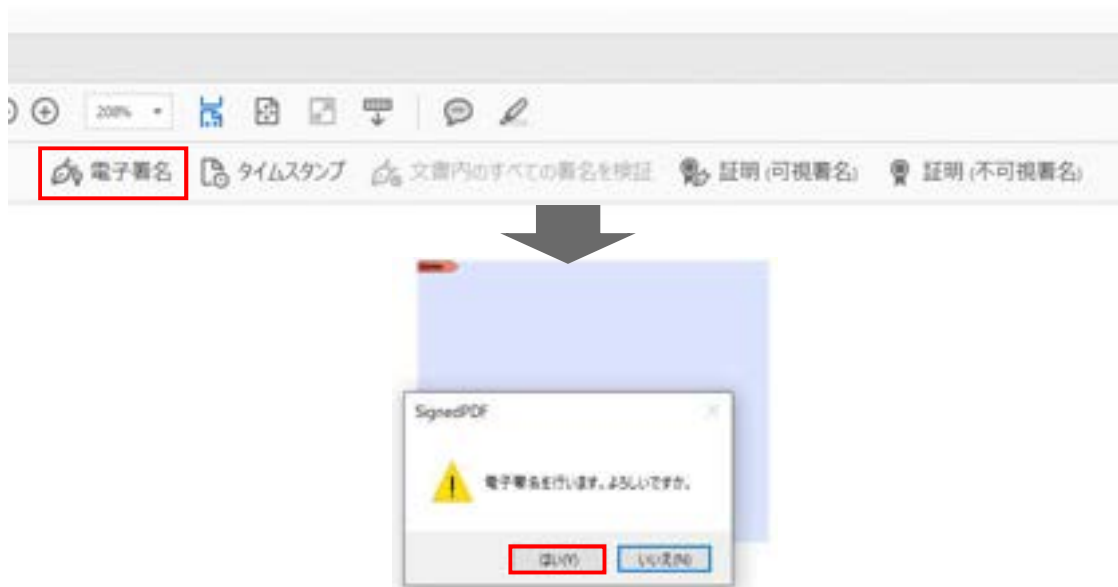 208%
電子署名 タイムスタンプ 文書内のすべての署名を検証 証明 (可視署名) 証明 (不可視署名)
SignedPDF
電子署名を行います。よろしいですか。
はい(Y) いいえ(N)